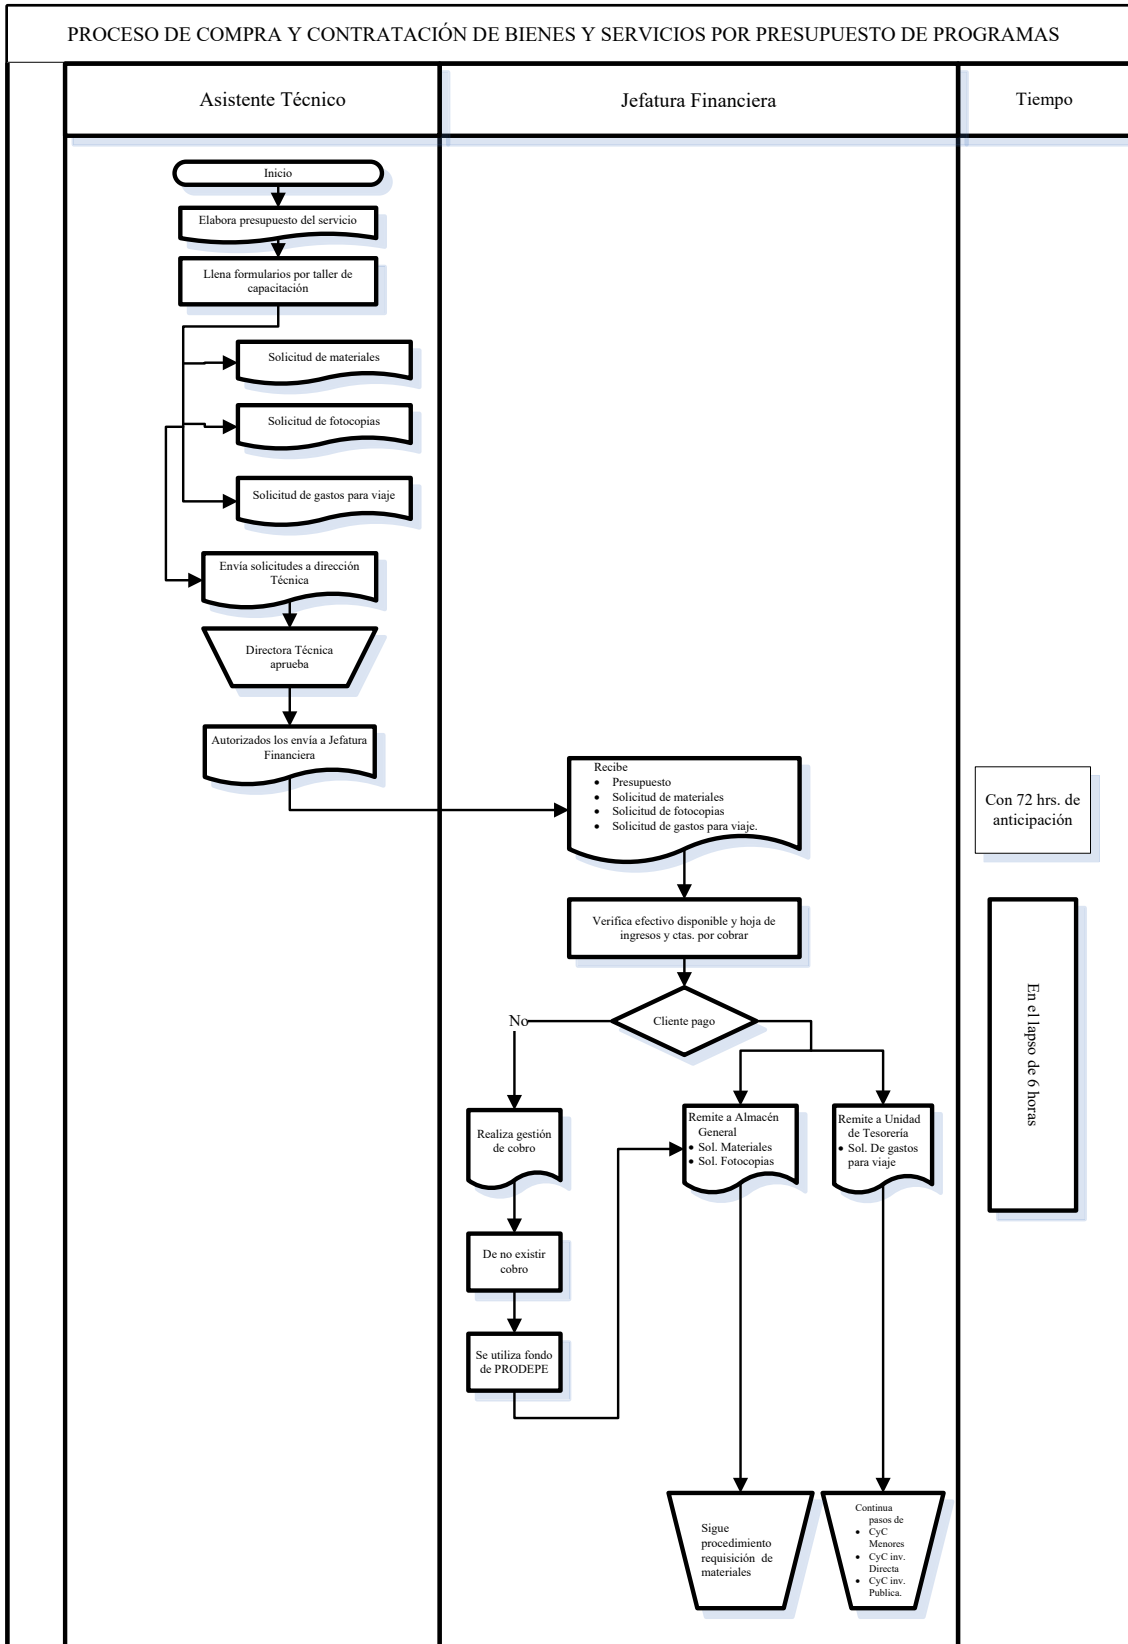 PROCESO DE COMPRA Y CONTRATACIÓN DE BIENES Y SERVICIOS POR PRESUPUESTO DE PROGRAMAS
Asistente Técnico
Jefatura Financiera
Tiempo
Inicio
Elabora presupuesto del servicio
Llena formularios por taller de
capacitación
Solicitud de materiales
Solicitud de fotocopias
Solicitud de gastos para viaje
Envía solicitudes a dirección
Técnica
Directora Técnica
aprueba
Autorizados los envía a Jefatura
Financiera
Recibe
• Presupuesto
• Solicitud de materiales
• Solicitud de fotocopias
• Solicitud de gastos para viaje.
Con 72 hrs. de
anticipación
Verifica efectivo disponible y hoja de
ingresos y ctas. por cobrar
En el lapso de 6 horas
Cliente pago
No
Realiza gestión
de cobro
Remite a Almacén
General
• Sol. Materiales
• Sol. Fotocopias
Remite a Unidad
de Tesorería
• Sol. De gastos
para viaje
De no existir
cobro
Se utiliza fondo
de PRODEPE
Sigue
procedimiento
requisición de
materiales
Continua
pasos de
• CyC
Menores
• CyC inv.
Directa
• CyC inv.
Publica.